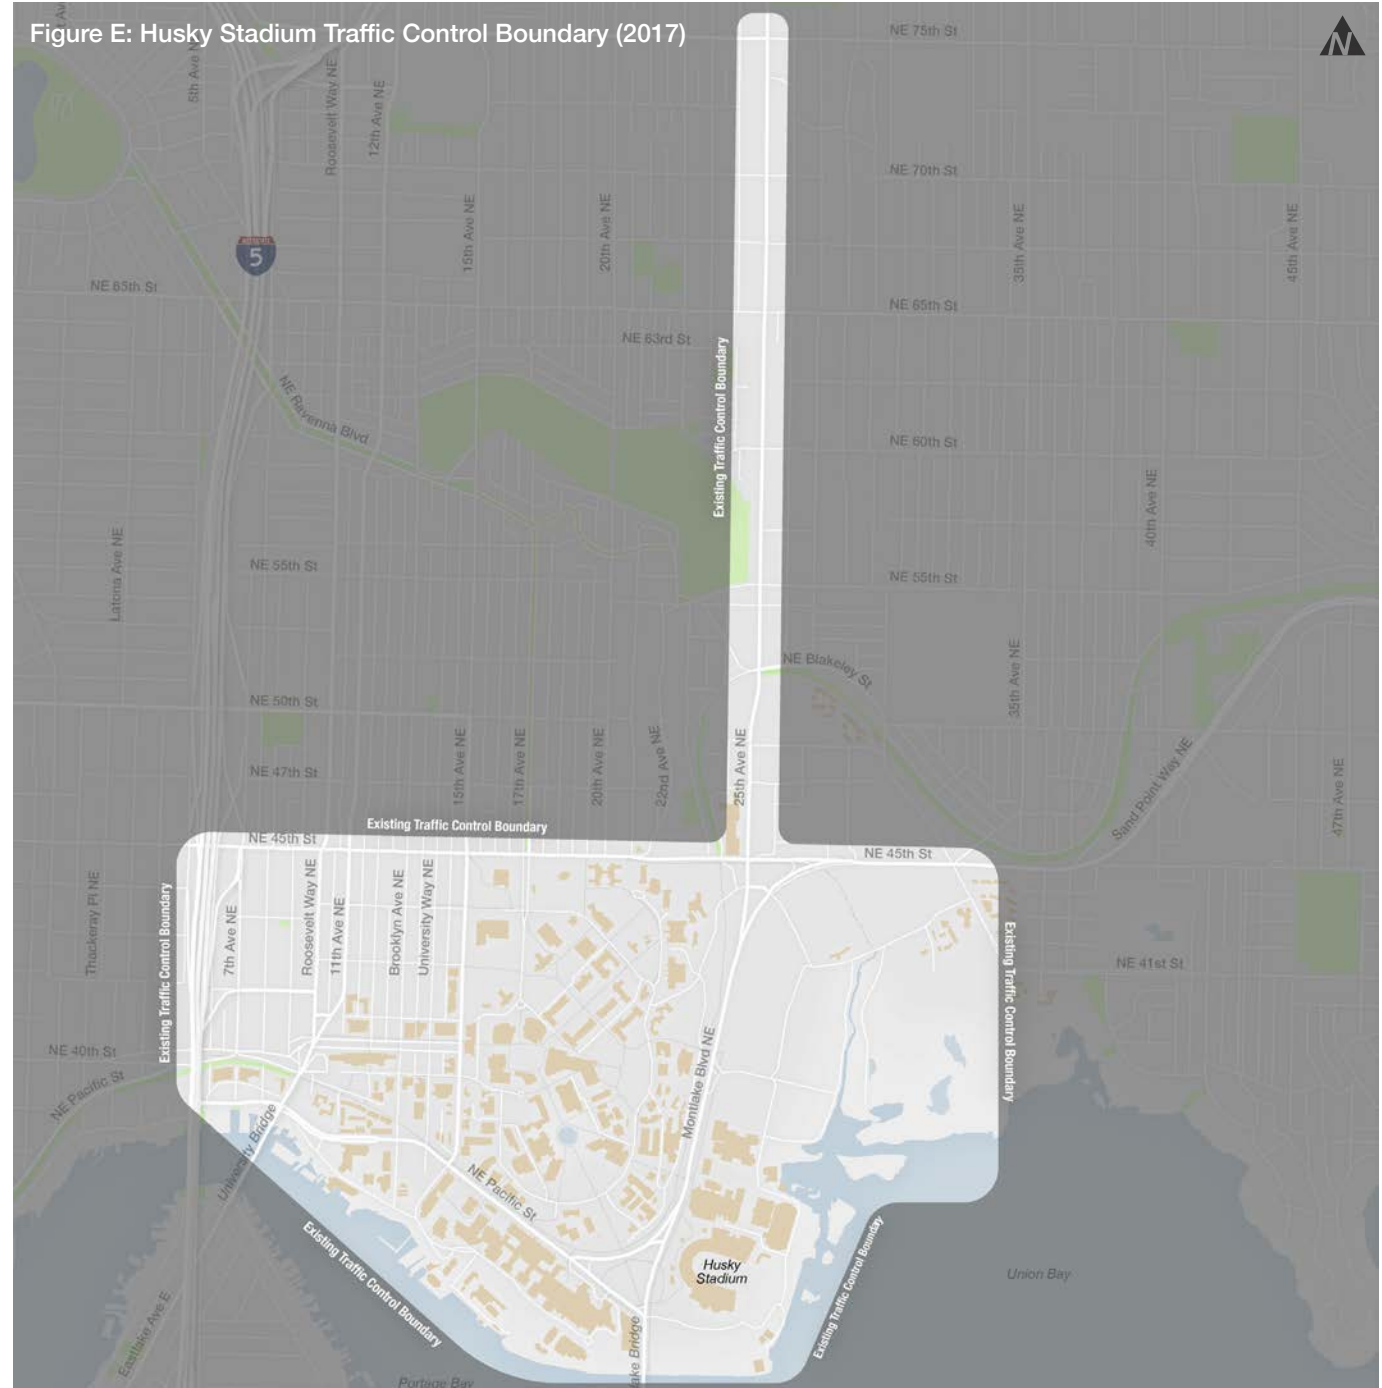 Figure E: Husky Stadium Traffic Control Boundary (2017)
N
5th Ave N
Roosevelt Way NE
12th Ave NE
NE 75th St
NE 70th St
15th Ave NE
20th Ave NE
35th Ave NE
45th Ave NE
5
NE 65th St
NE 65th St
NE 63rd St
Existing Traffic Control Boundary
NE Ravenna Blvd
NE 60th St
40th Ave NE
Latona Ave NE
NE 55th St
NE 55th St
NE Blakeley St
35th Ave NE
NE 50th St
NE 47th St
15th Ave NE
17th Ave NE
20th Ave NE
22nd Ave NE
25th Ave NE
Sand Point Way NE
47th Ave NE
Existing Traffic Control Boundary
NE 45th St
NE 45th St
Thackeray Pl NE
Existing Traffic Control Boundary
7th Ave NE
Roosevelt Way NE
11th Ave NE
Brooklyn Ave NE
University Way NE
Existing Traffic Control Boundary
NE 41st St
NE 40th St
NE Pacific St
Montlake Blvd NE
University Bridge
NE Pacific St
Existing Traffic Control Boundary
Husky
Stadium
Existing Traffic Control Boundary
Union Bay
Eastlake Ave E
lake Bridge
Portage Bay